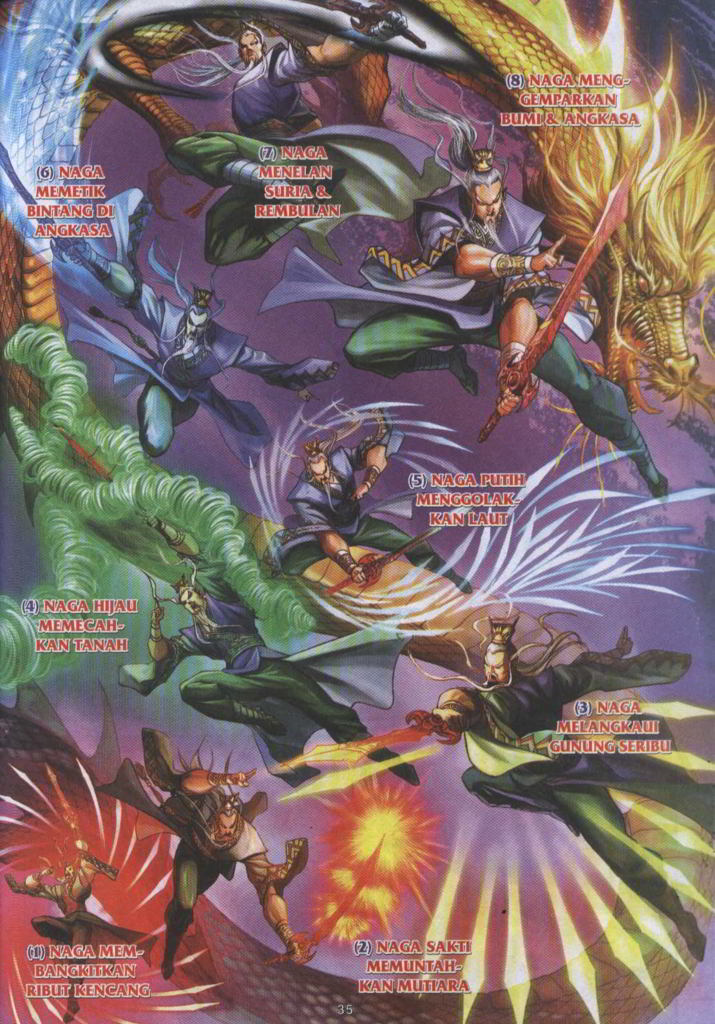 (8) NAGA MENG-
GEMPARKAN
BUMI & ANGKASA
(7) NAGA
MENELAN
SURIA &
REMBULAN
(6) NAGA
MEMETIK
BINTANG DI
ANGKASA
(5) NAGA PUTIH
MENGGOLAK-
KAN LAUT
(4) NAGA HIJAU
MEMECAH-
KAN TANAH
(3) NAGA
MELANGKAUI
GUNUNG SERIBU
(1) NAGA MEM-
BANGKITKAN
RIBUT KENCANG
(2) NAGA SAKTI
MEMUNTAH-
KAN MUTIARA
35